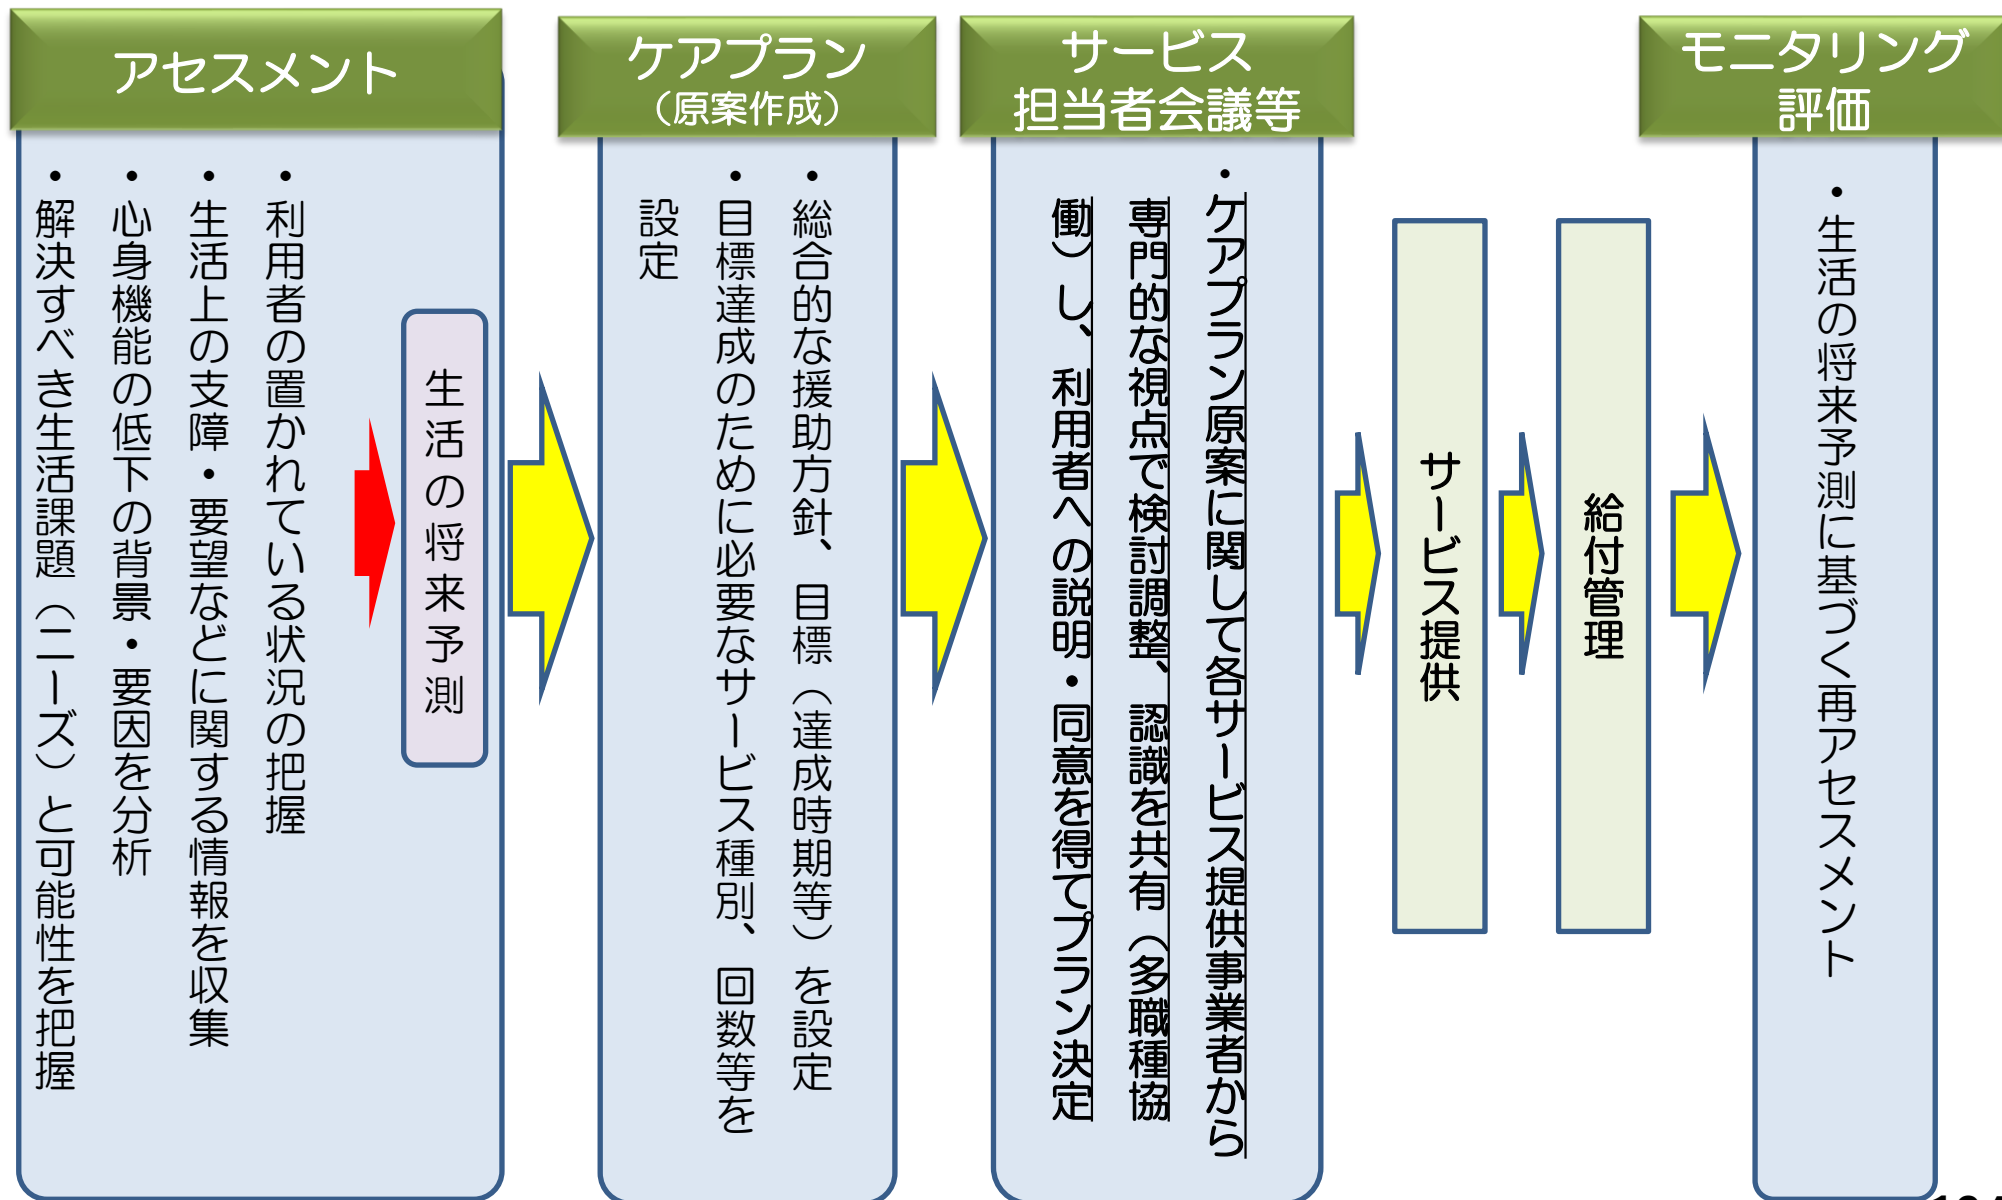 アセスメント
・利用者の置かれている状況の把握
・生活上の支障・要望などに関する情報を収集
・心身機能の低下の背景・要因を分析
・解決すべき生活課題（ニーズ）と可能性を把握
生活の将来予測
ケアプラン
（原案作成）
・総合的な援助方針、目標（達成時期等）を設定
・目標達成のために必要なサービス種別、回数等を
設定
サービス
担当者会議等
・ケアプラン原案に関して各サービス提供事業者から
専門的な視点で検討調整、認識を共有（多職種協
働）し、利用者への説明・同意を得てプラン決定
サービス提供
給付管理
モニタリング
評価
・生活の将来予測に基づく再アセスメント